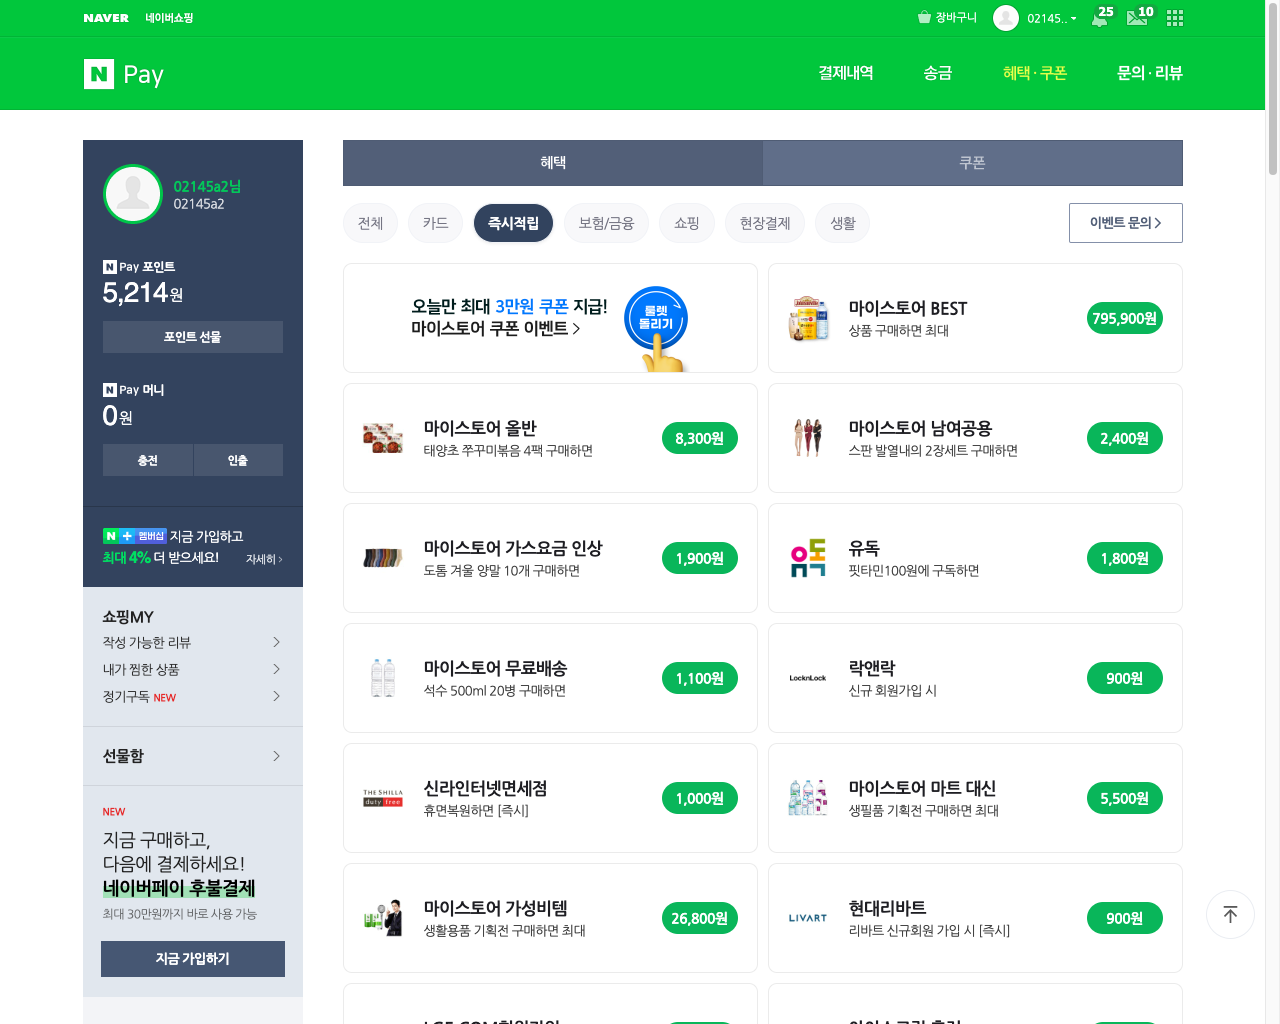 NAVER 네이버쇼핑
장바구니 02145.. 25 10
N Pay
결제내역 송금 혜택 · 쿠폰 문의 · 리뷰
02145a2님
02145a2
N Pay 포인트
5,214원
포인트 선물
N Pay 머니
0원
충전 인출
N + 멤버십 지금 가입하고
최대 4% 더 받으세요! 자세히
쇼핑MY
작성 가능한 리뷰
내가 찜한 상품
정기구독 NEW
선물함
NEW
지금 구매하고,
다음에 결제하세요!
네이버페이 후불결제
최대 30만원까지 바로 사용 가능
지금 가입하기
혜택 쿠폰
전체 카드 즉시적립 보험/금융 쇼핑 현장결제 생활
이벤트 문의
오늘만 최대 3만원 쿠폰 지급!
마이스토어 쿠폰 이벤트
룰렛
돌리기
마이스토어 BEST
상품 구매하면 최대
795,900원
마이스토어 올반
태양초 쭈꾸미볶음 4팩 구매하면
8,300원
마이스토어 남여공용
스판 발열내의 2장세트 구매하면
2,400원
마이스토어 가스요금 인상
도톰 겨울 양말 10개 구매하면
1,900원
유독
유독
핏타민100원에 구독하면
1,800원
마이스토어 무료배송
석수 500ml 20병 구매하면
1,100원
LocknLock
락앤락
신규 회원가입 시
900원
THE SHILLA
duty free
신라인터넷면세점
휴면복원하면 [즉시]
1,000원
마이스토어 마트 대신
생필품 기획전 구매하면 최대
5,500원
마이스토어 가성비템
생활용품 기획전 구매하면 최대
26,800원
LIVART
현대리바트
리바트 신규회원 가입 시 [즉시]
900원